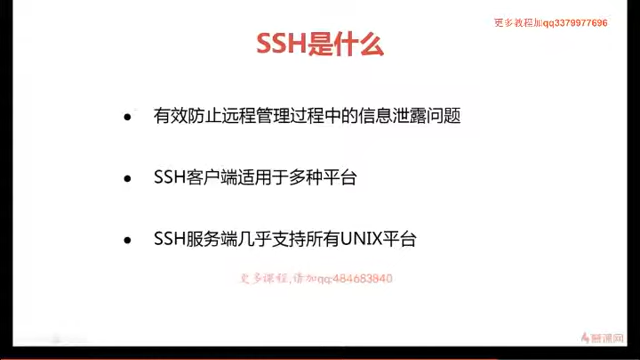 更多教程加qq3379977696
SSH是什么
• 有效防止远程管理过程中的信息泄露问题
• SSH客户端适用于多种平台
• SSH服务端几乎支持所有UNIX平台
更多课程,请加qq:484683840
慕课网